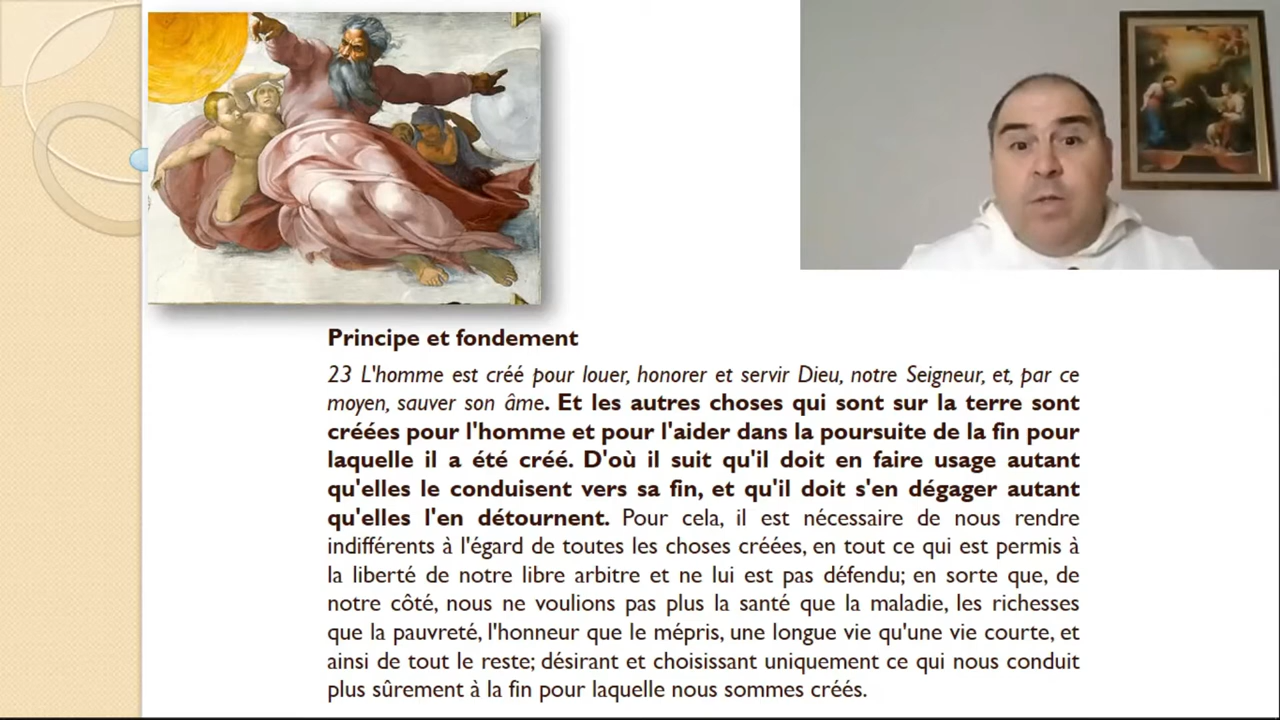 Principe et fondement
23 L'homme est créé pour louer, honorer et servir Dieu, notre Seigneur, et, par ce
moyen, sauver son âme. Et les autres choses qui sont sur la terre sont
créées pour l'homme et pour l'aider dans la poursuite de la fin pour
laquelle il a été créé. D'où il suit qu'il doit en faire usage autant
qu'elles le conduisent vers sa fin, et qu'il doit s'en dégager autant
qu'elles l'en détournent. Pour cela, il est nécessaire de nous rendre
indifférents à l'égard de toutes les choses créées, en tout ce qui est permis à
la liberté de notre libre arbitre et ne lui est pas défendu; en sorte que, de
notre côté, nous ne voulions pas plus la santé que la maladie, les richesses
que la pauvreté, l'honneur que le mépris, une longue vie qu'une vie courte, et
ainsi de tout le reste; désirant et choisissant uniquement ce qui nous conduit
plus sûrement à la fin pour laquelle nous sommes créés.